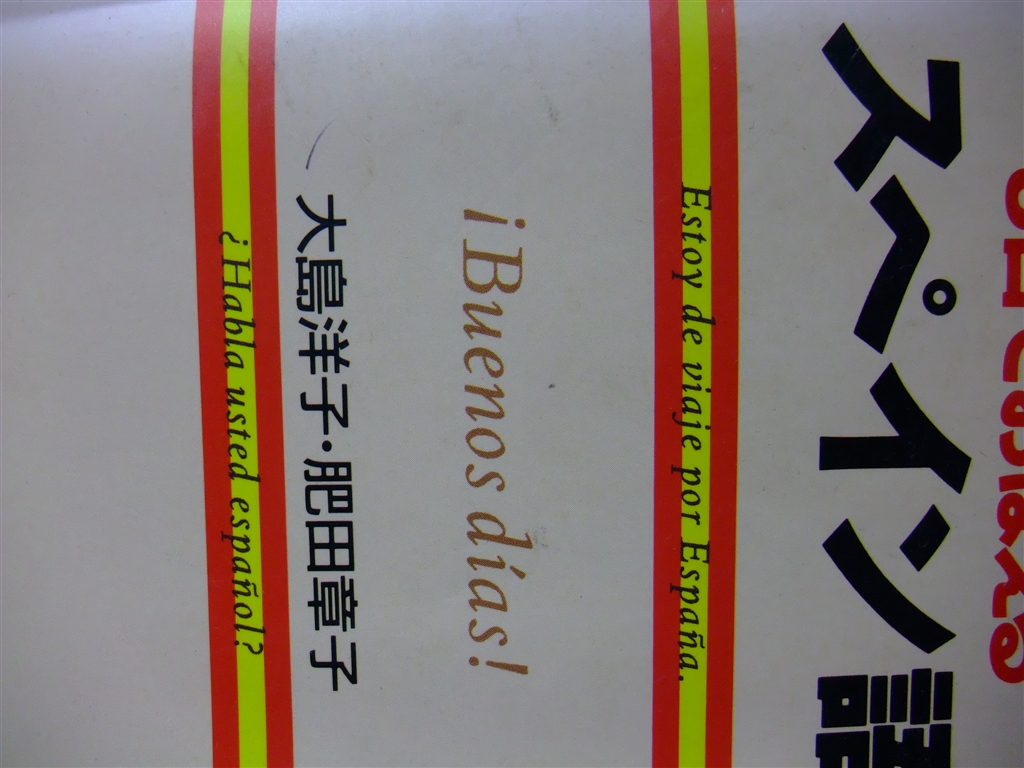 スペイン語
Estoy de viaje por España.
¡Buenos días!
大島洋子・肥田章子
¿Habla usted español?